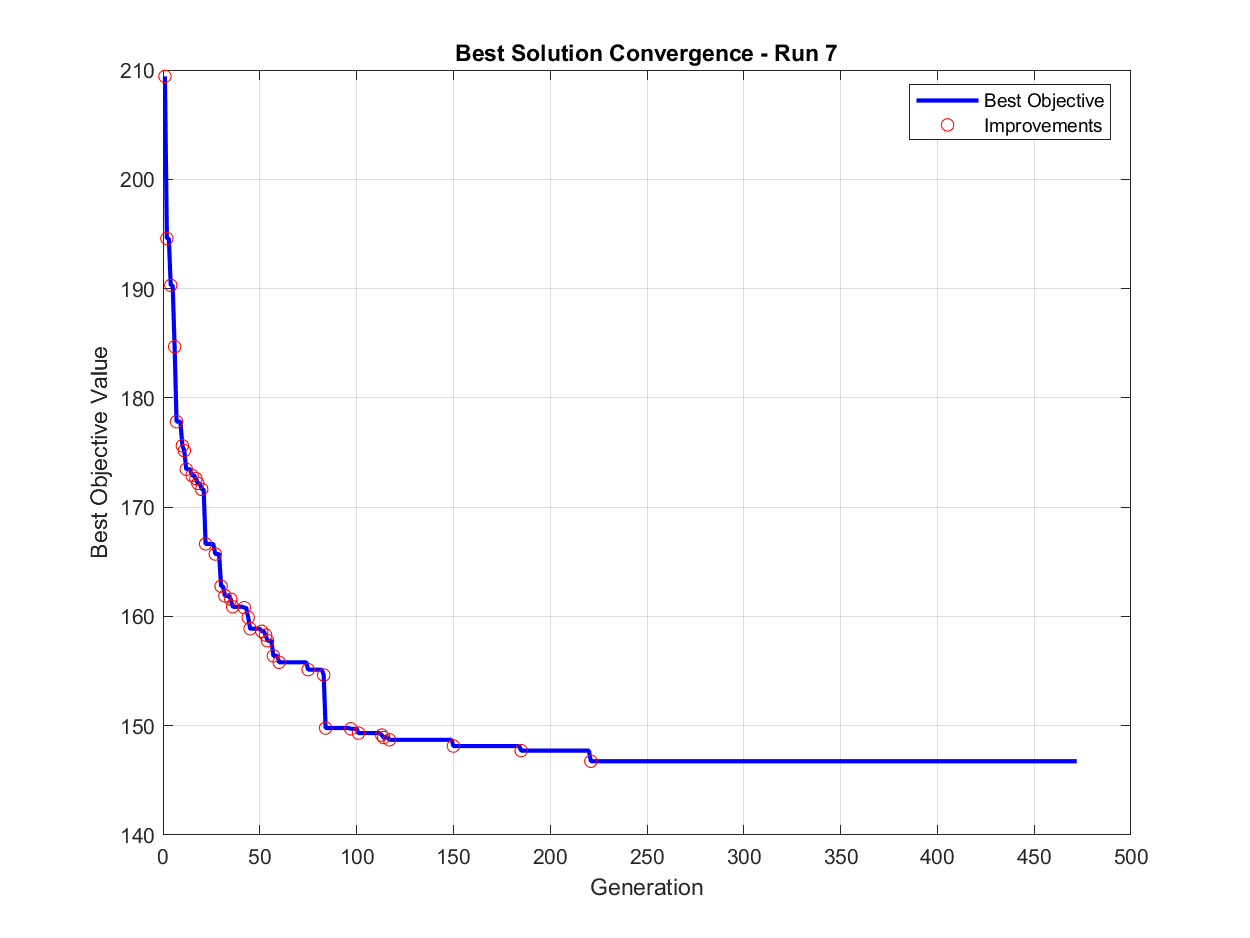 Best Solution Convergence - Run 7
Best Objective
Improvements
210
200
190
180
170
160
150
140
Best Objective Value
0 50 100 150 200 250 300 350 400 450 500
Generation